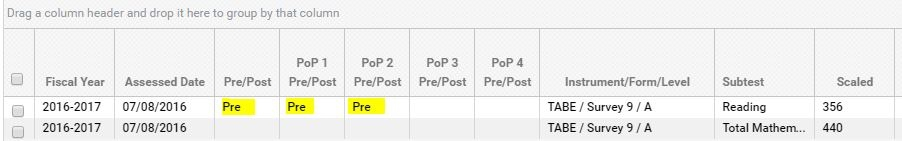 Drag a column header and drop it here to group by that column
PoP 1 PoP 2 PoP 3 PoP 4
Fiscal Year Assessed Date Pre/Post Pre/Post Pre/Post Pre/Post Pre/Post Instrument/Form/Level Subtest Scaled
2016-2017 07/08/2016 Pre Pre Pre TABE / Survey 9 / A Reading 356
2016-2017 07/08/2016 TABE / Survey 9 / A Total Mathem... 440